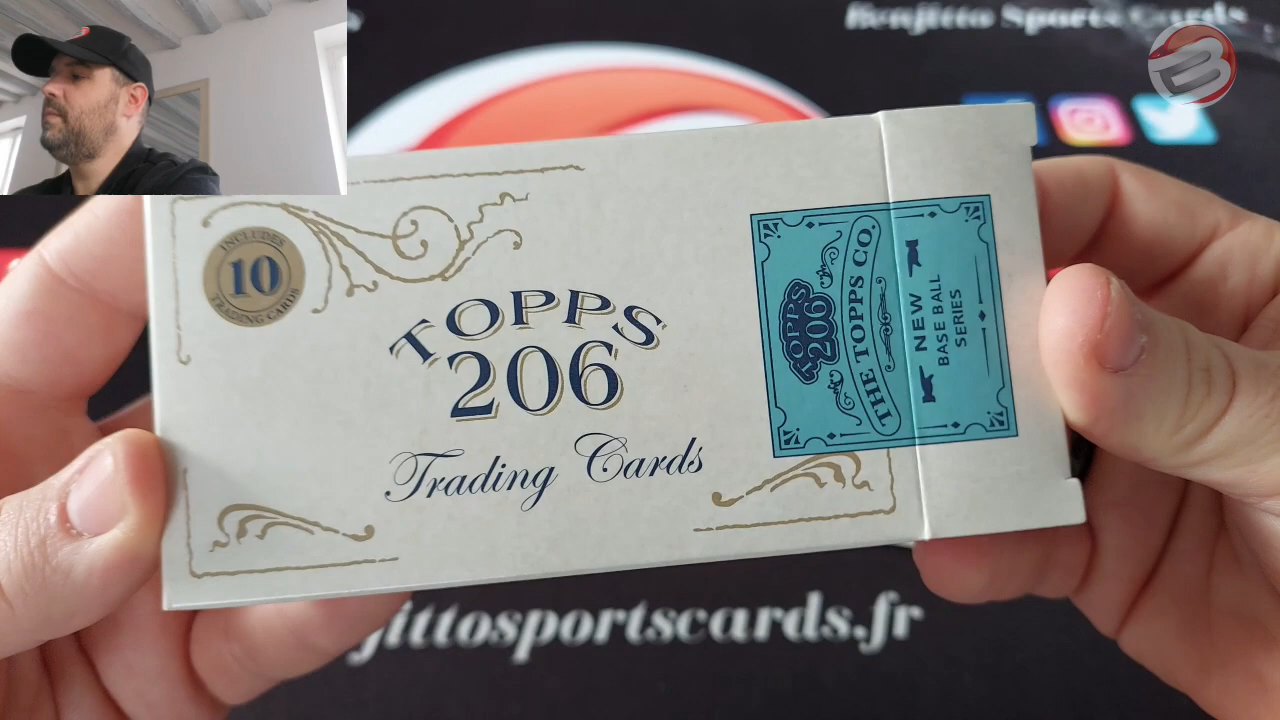 Benjitto Sports Cards
INCLUDES
10
TRADING CARDS
TOPPS
206
Trading Cards
TOPPS
206
THE TOPPS CO.
NEW
BASE BALL
SERIES
jittosportscards.fr